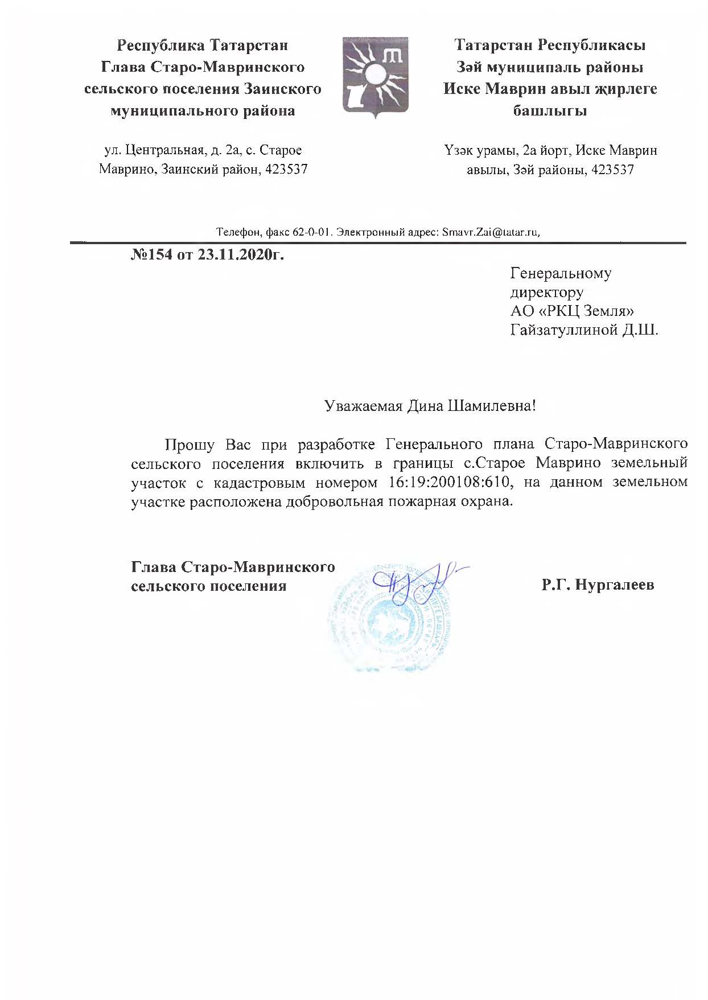 Республика Татарстан
Глава Старо-Мавринского
сельского поселения Заинского
муниципального района
ул. Центральная, д. 2а, с. Старое
Маврино, Заинский район, 423537
Татарстан Республикасы
Зәй муниципаль районы
Иске Маврин авыл җирлеге
башлыгы
Үзәк урамы, 2а йорт, Иске Маврин
авылы, Зәй районы, 423537
Телефон, факс 62-0-01. Электронный адрес: Smavr.Zai@tatar.ru,
№154 от 23.11.2020г.
Генеральному
директору
АО «РКЦ Земля»
Гайзатуллиной Д.Ш.
Уважаемая Дина Шамилевна!
Прошу Вас при разработке Генерального плана Старо-Мавринского
сельского поселения включить в границы с.Старое Маврино земельный
участок с кадастровым номером 16:19:200108:610, на данном земельном
участке расположена добровольная пожарная охрана.
Глава Старо-Мавринского
сельского поселения
Р.Г. Нургалеев